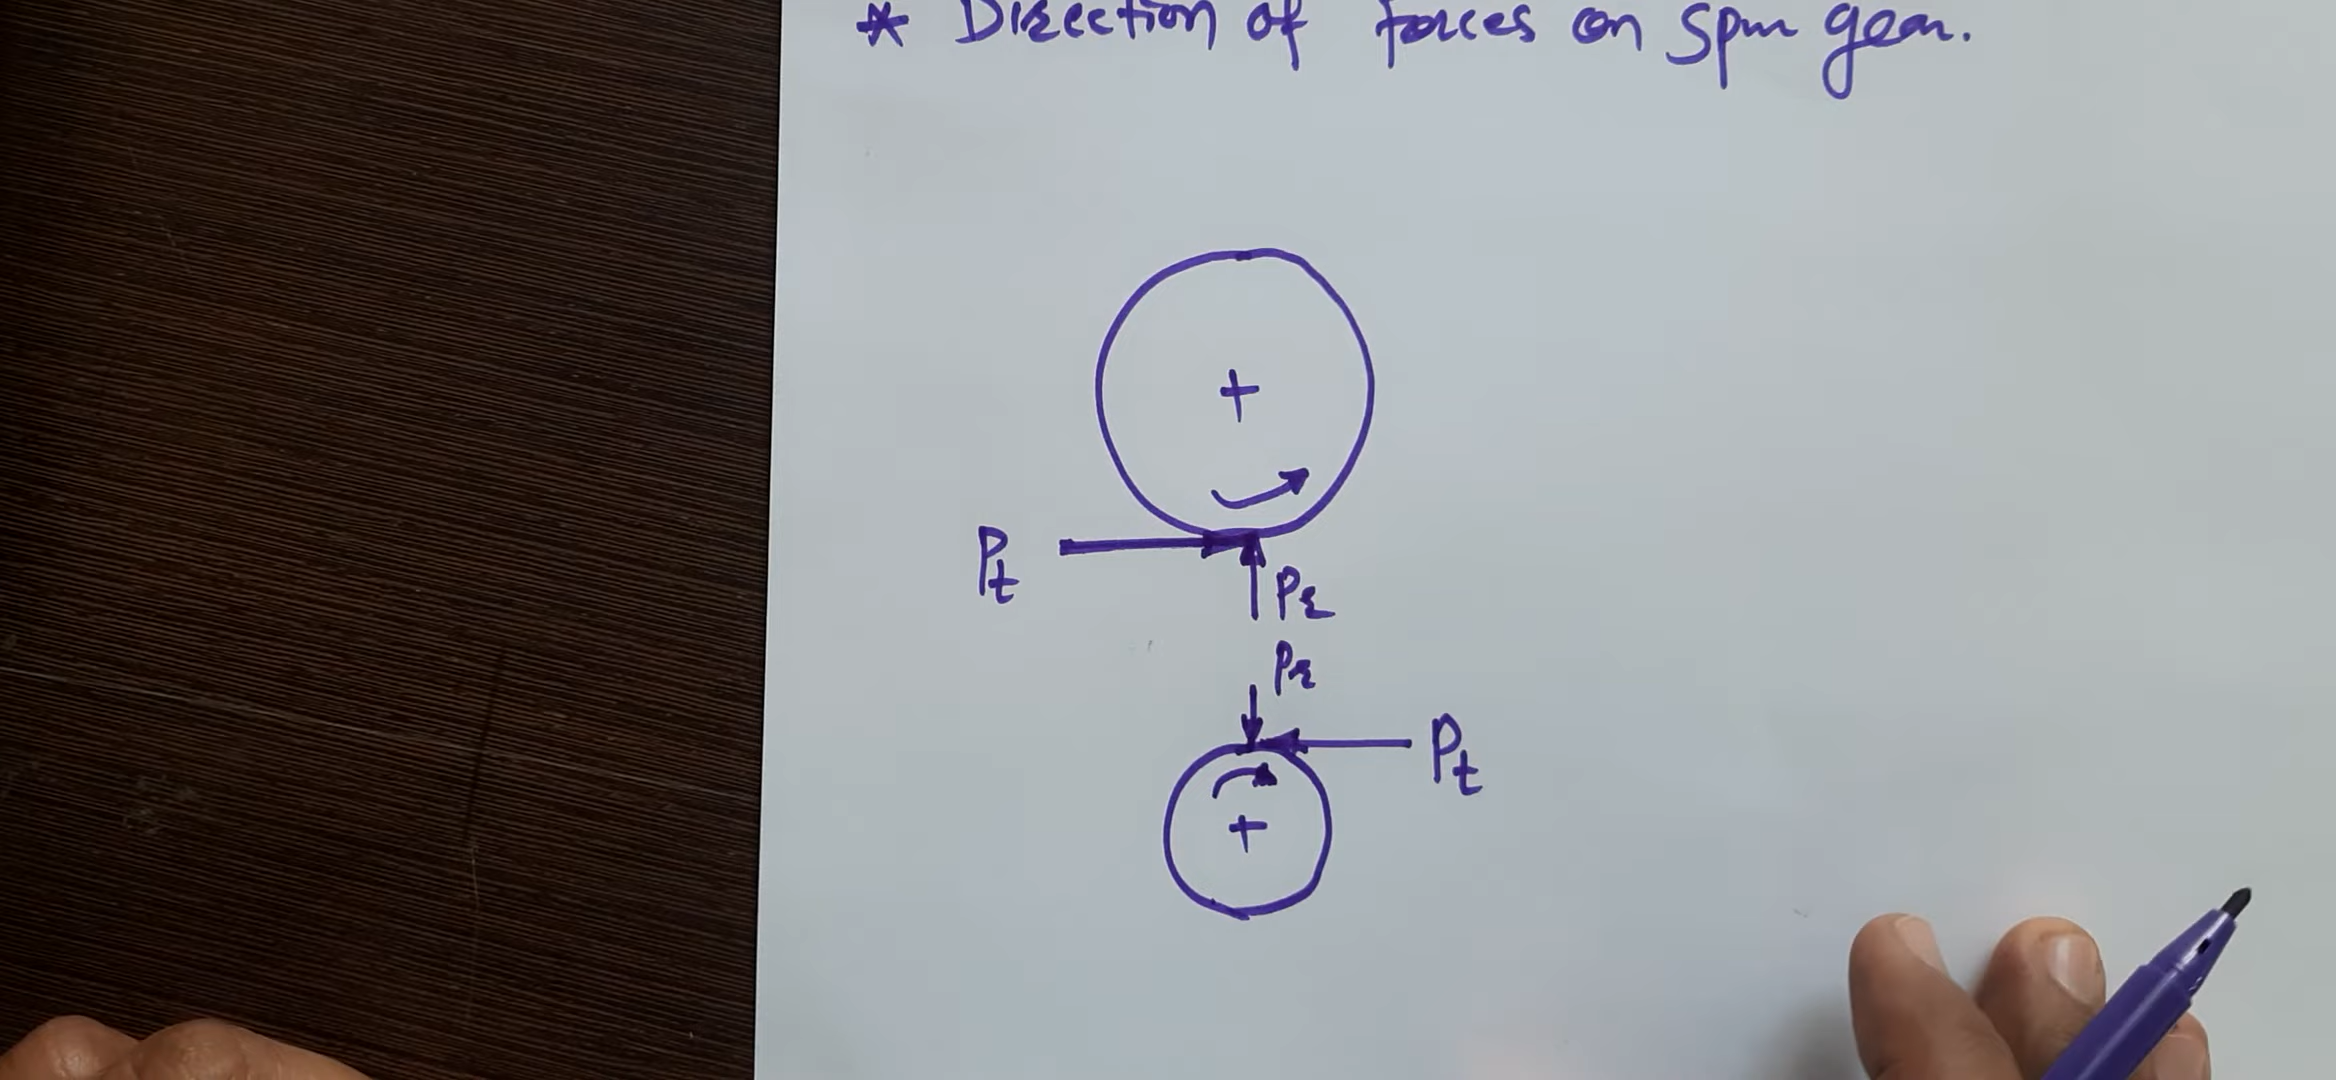 * Direction of forces on spur gear.
+
Pt
Pr
Pr
Pt
+